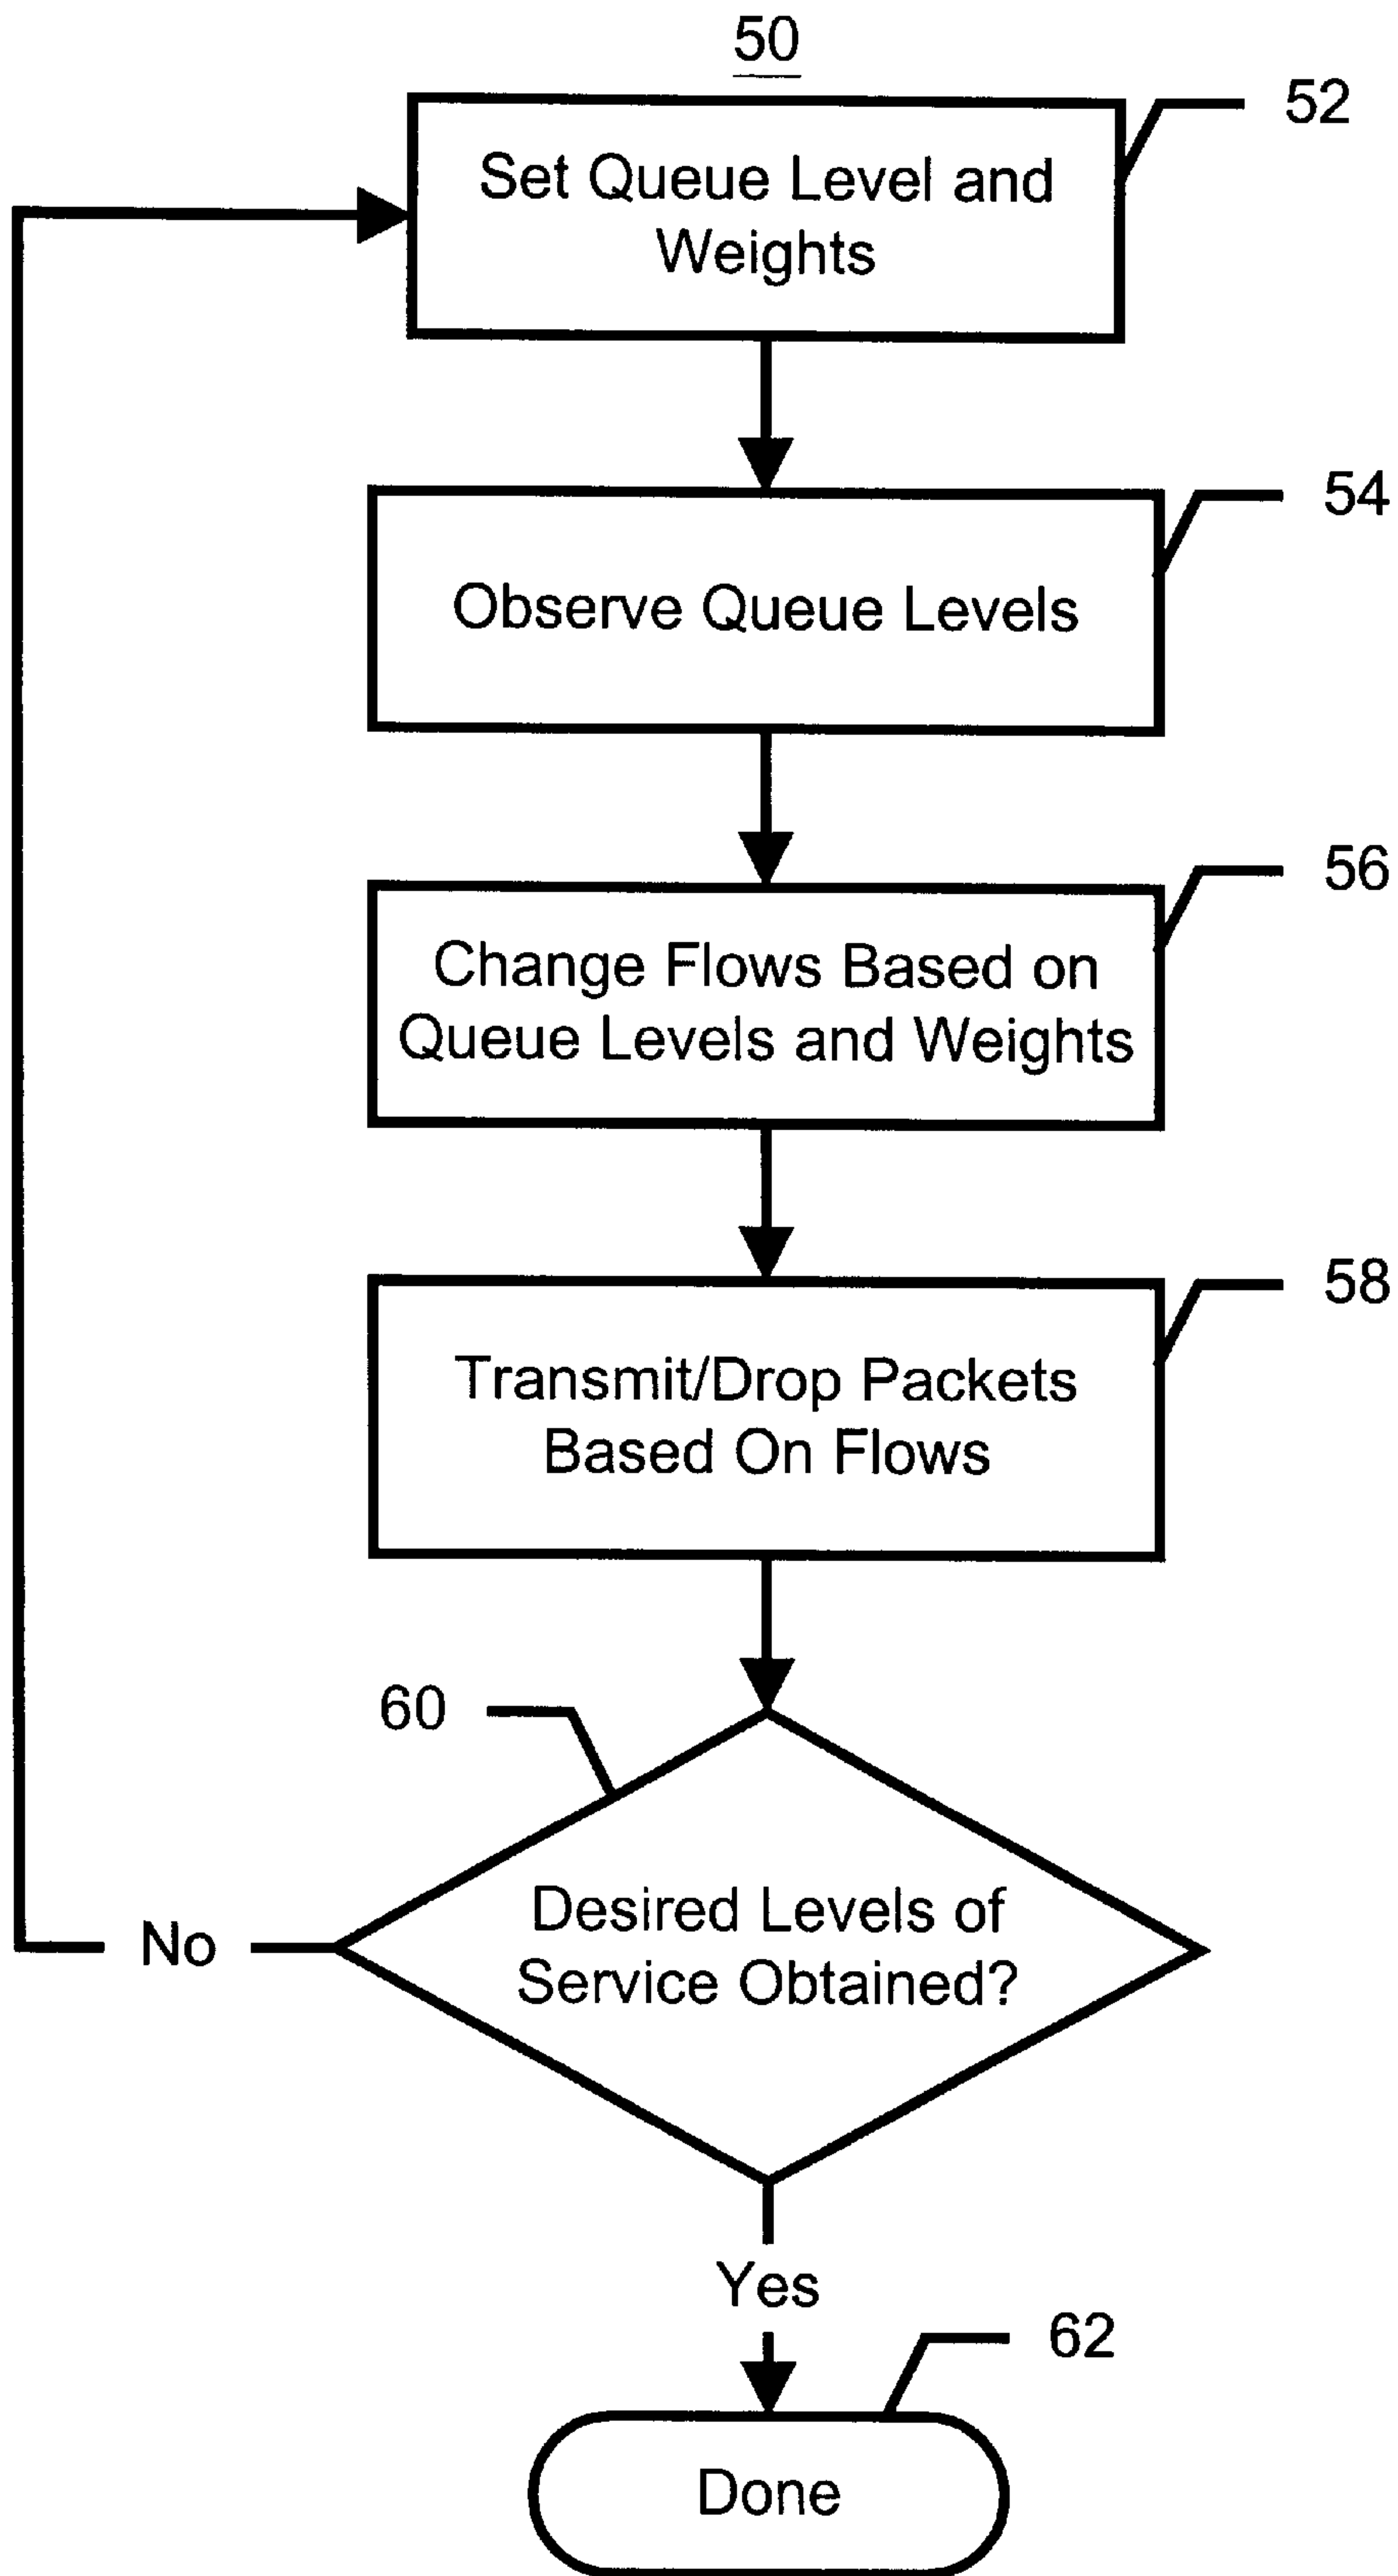 50
52
Set Queue Level and
Weights
54
Observe Queue Levels
56
Change Flows Based on
Queue Levels and Weights
58
Transmit/Drop Packets
Based On Flows
60
Desired Levels of
Service Obtained?
No
Yes
62
Done